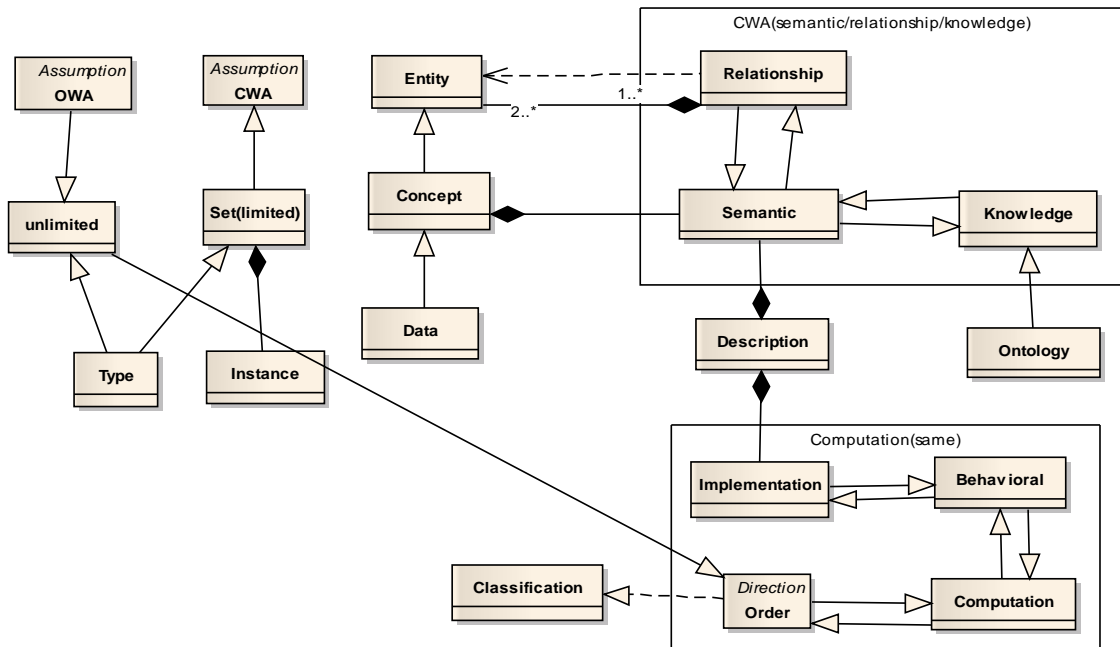 CWA(semantic/relationship/knowledge)
Assumption
OWA
Assumption
CWA
Entity
Relationship
1..*
2..*
Concept
Set(limited)
unlimited
Semantic
Knowledge
Data
Description
Ontology
Type
Instance
Computation(same)
Implementation
Behavioral
Classification
Direction
Order
Computation